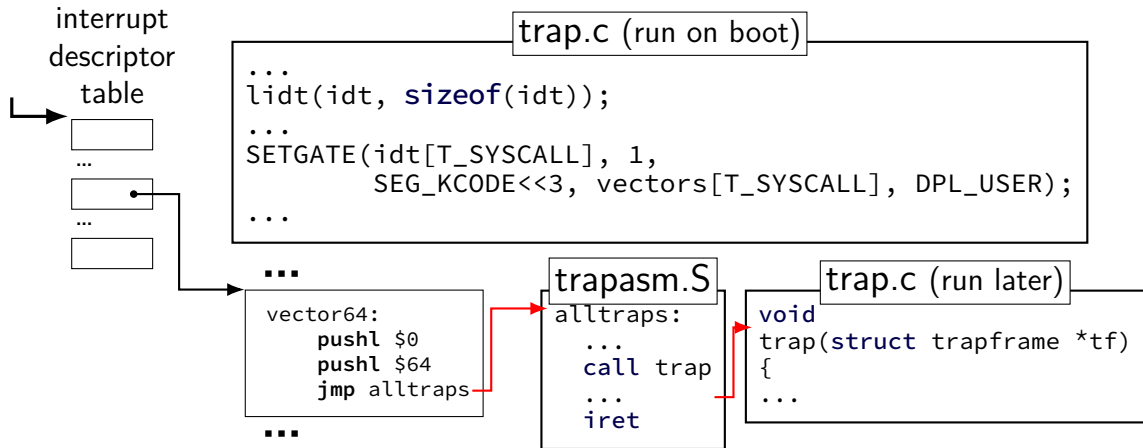 interrupt
descriptor
table
...
...
trap.c (run on boot)
...
lidt(idt, sizeof(idt));
...
SETGATE(idt[T_SYSCALL], 1,
SEG_KCODE<<3, vectors[T_SYSCALL], DPL_USER);
...
...
vector64:
pushl $0
pushl $64
jmp alltraps
...
trapasm.S
alltraps:
...
call trap
...
iret
trap.c (run later)
void
trap(struct trapframe *tf)
{
...